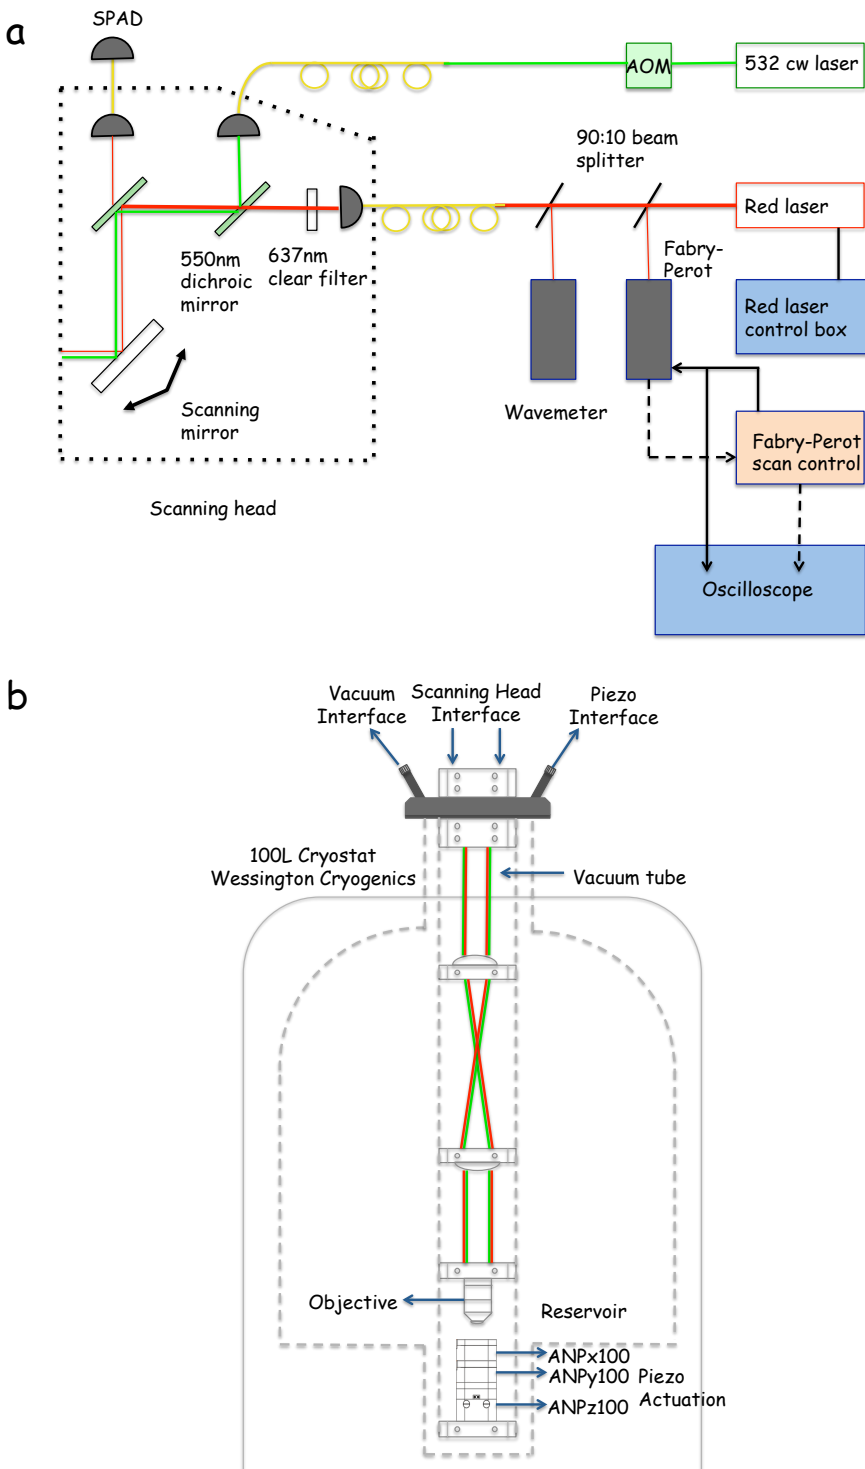 a
SPAD
AOM
532 cw laser
90:10 beam
splitter
Red laser
550nm
dichroic
mirror
637nm
clear filter
Fabry-
Perot
Red laser
control box
Scanning
mirror
Wavemeter
Fabry-Perot
scan control
Scanning head
Oscilloscope
b
Vacuum
Interface
Scanning Head
Interface
Piezo
Interface
100L Cryostat
Wessington Cryogenics
Vacuum tube
Objective
Reservoir
ANPx100
ANPy100
ANPz100
Piezo
Actuation